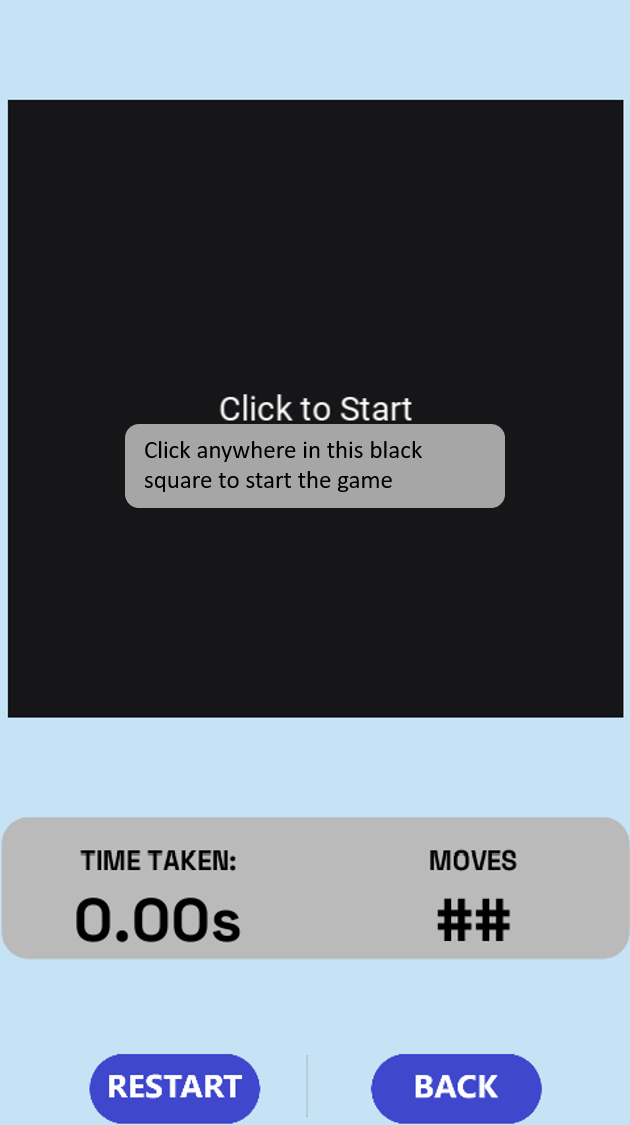 Click to Start
Click anywhere in this black
square to start the game
TIME TAKEN:
MOVES
0.00s
##
RESTART
BACK